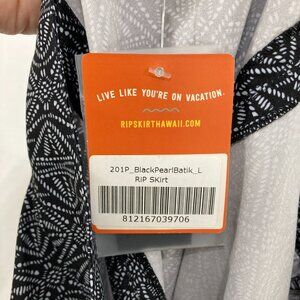 LIVE LIKE YOU'RE ON VACATION.
RIPSKIRTHAWAII.COM
201P_BlackPearlBatik_L
RiP SKirt
812167039706